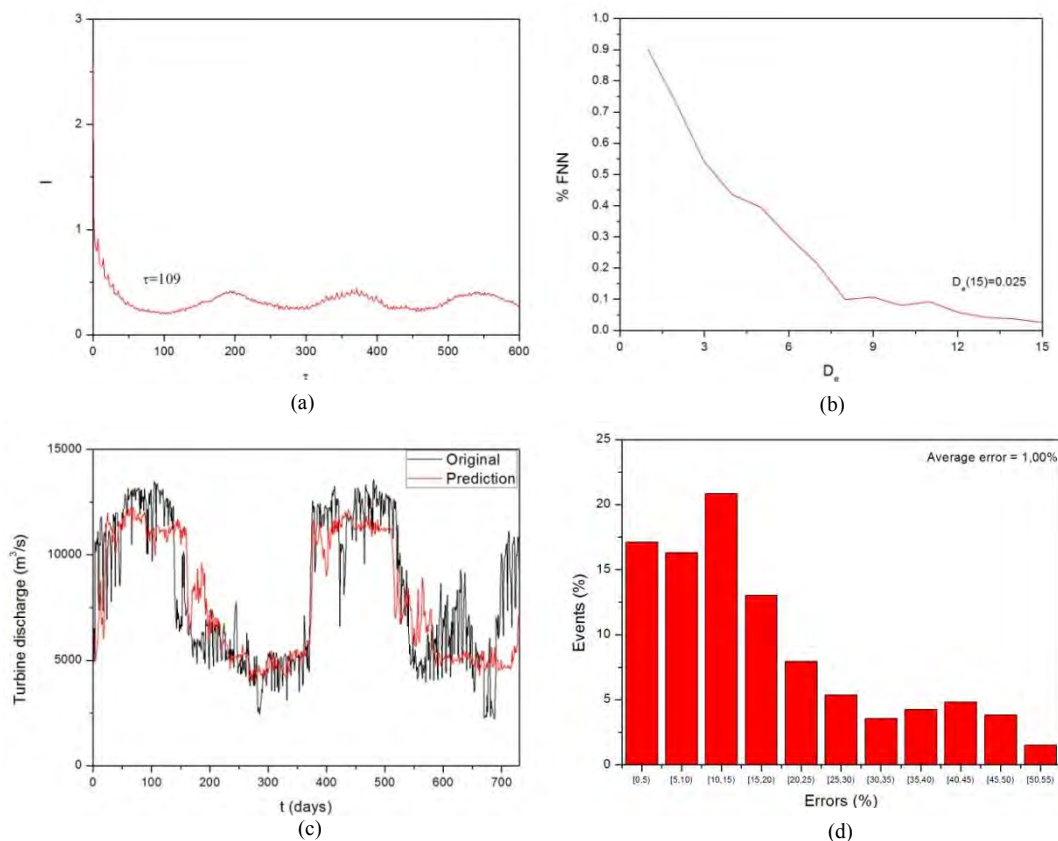 3
2
1
0
I
τ=109
0 100 200 300 400 500 600
τ
(a)
1.0
0.9
0.8
0.7
0.6
0.5
0.4
0.3
0.2
0.1
0.0
% FNN
D_e(15)=0.025
0 3 6 9 12 15
D_e
(b)
15000
10000
5000
0
Turbine discharge (m³/s)
Original
Prediction
0 100 200 300 400 500 600 700
t (days)
(c)
25
20
15
10
5
0
Events (%)
Average error = 1,00%
[0,5) [5,10) [10,15) [15,20) [20,25) [25,30) [30,35) [35,40) [40,45) [45,50) [50,55)
Errors (%)
(d)